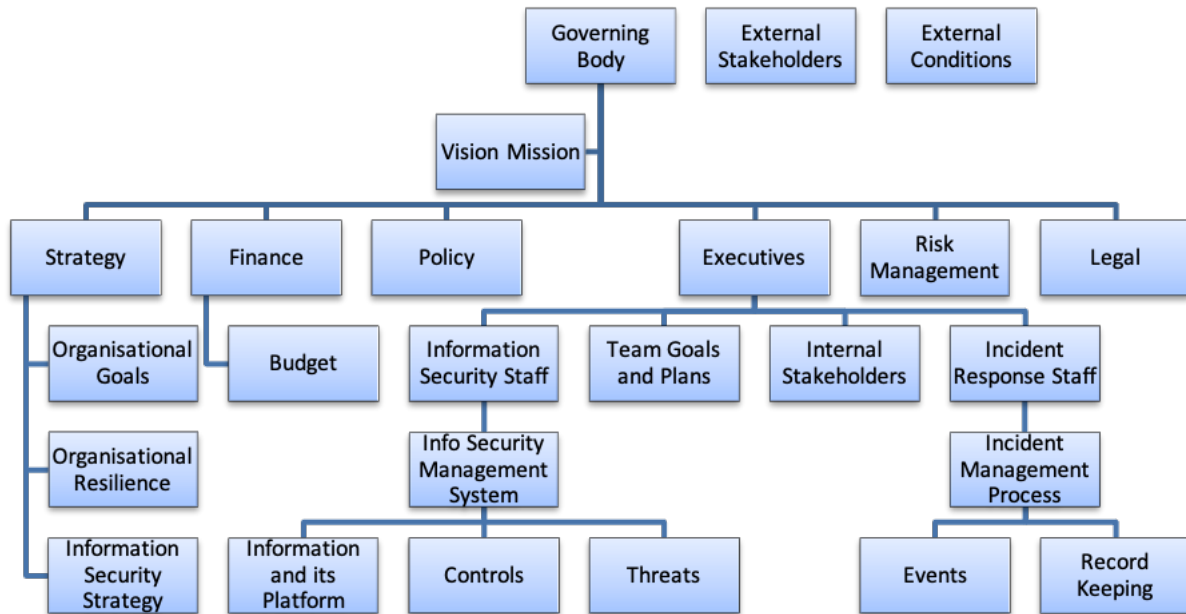 Governing
Body
External
Stakeholders
External
Conditions
Vision Mission
Strategy
Finance
Policy
Executives
Risk
Management
Legal
Organisational
Goals
Budget
Information
Security Staff
Team Goals
and Plans
Internal
Stakeholders
Incident
Response Staff
Organisational
Resilience
Info Security
Management
System
Incident
Management
Process
Information
Security
Strategy
Information
and its
Platform
Controls
Threats
Events
Record
Keeping